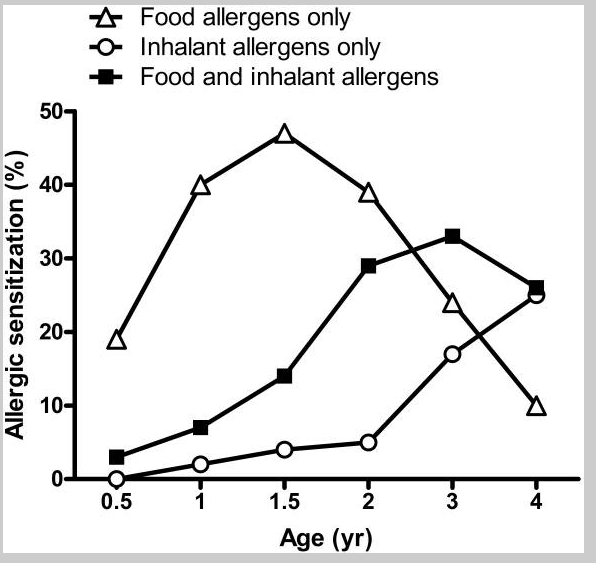 Food allergens only
Inhalant allergens only
Food and inhalant allergens
50
40
30
20
10
0
Allergic sensitization (%)
0.5 1 1.5 2 3 4
Age (yr)